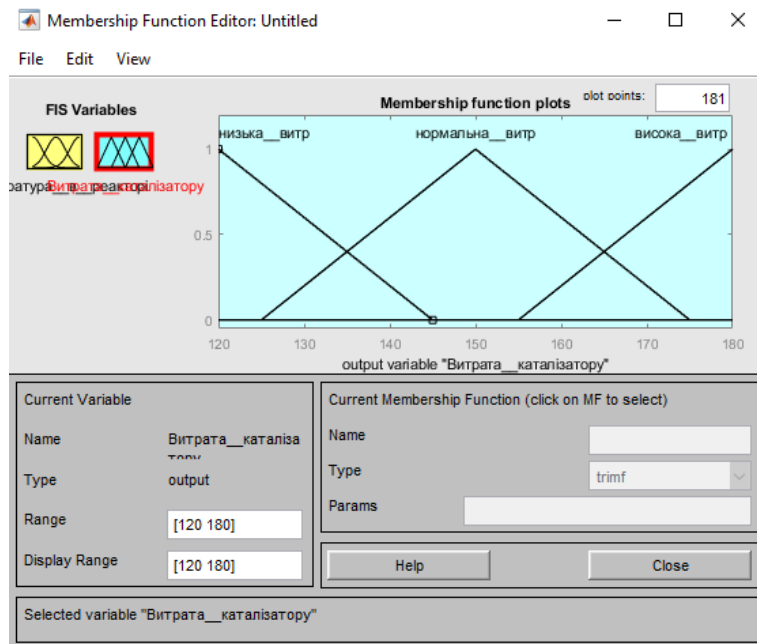 Membership Function Editor: Untitled
File Edit View
FIS Variables
Membership function plots
plot points:
181
низька__витр
нормальна__витр
висока__витр
1
0.5
0
120 130 140 150 160 170 180
output variable "Витрата__каталізатору"
Витрата__каталізатору
Current Variable
Name
Витрата__каталіза
тору
Type
output
Range
[120 180]
Display Range
[120 180]
Current Membership Function (click on MF to select)
Name
Type
trimf
Params
Help
Close
Selected variable "Витрата__каталізатору"